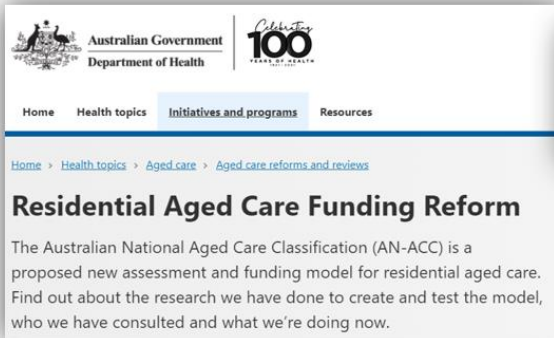 Australian Government
Department of Health
Celebrating
100
YEARS OF HEALTH
1921-2021
Home Health topics Initiatives and programs Resources
Home > Health topics > Aged care > Aged care reforms and reviews
Residential Aged Care Funding Reform
The Australian National Aged Care Classification (AN-ACC) is a
proposed new assessment and funding model for residential aged care.
Find out about the research we have done to create and test the model,
who we have consulted and what we're doing now.